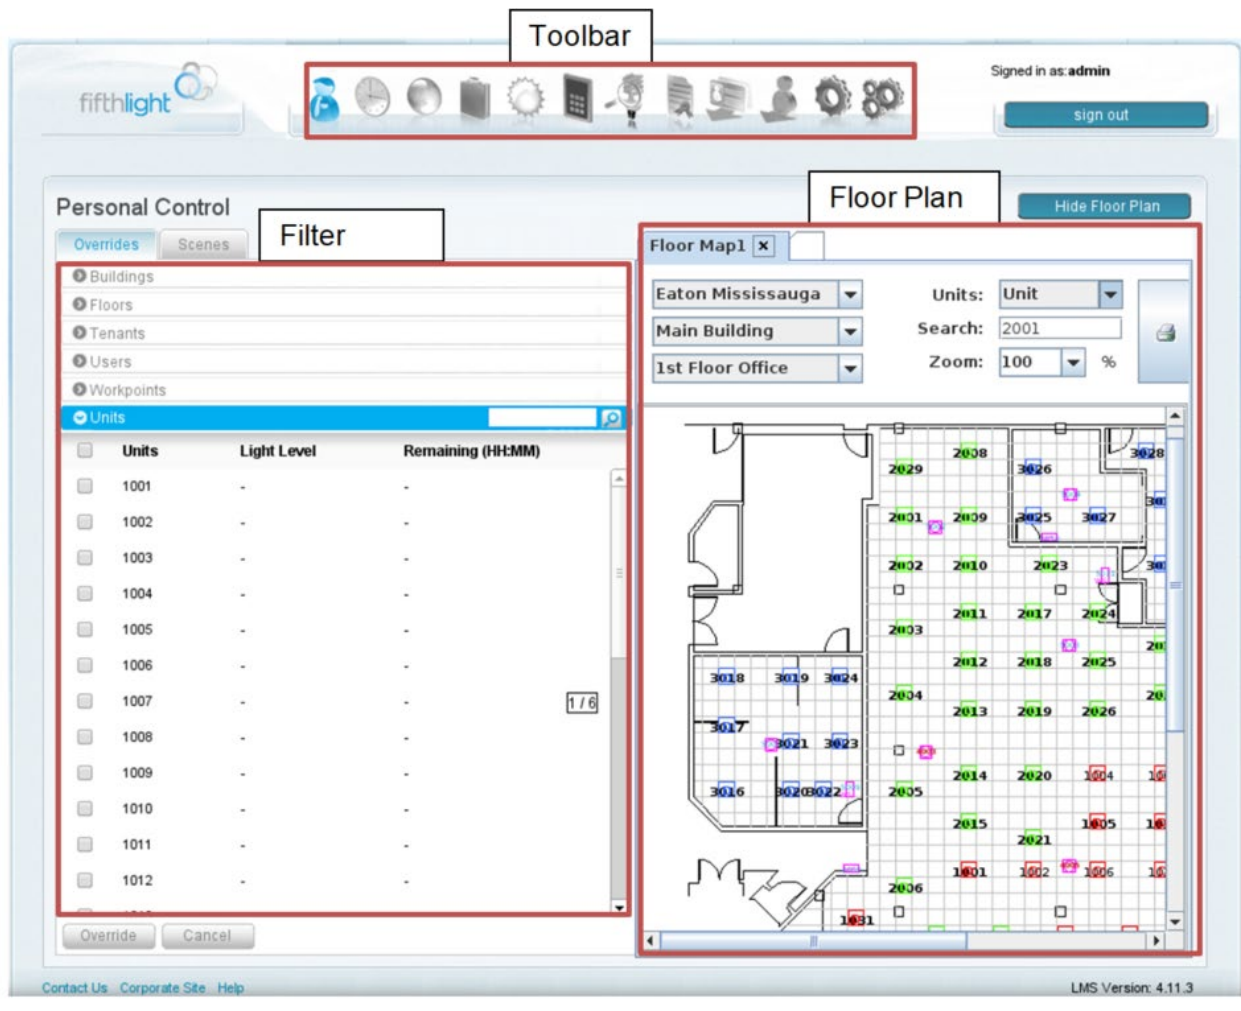 Toolbar
fifthlight
Signed in as:admin
sign out
Personal Control
Filter
Floor Plan
Hide Floor Plan
Overrides Scenes
Buildings
Floors
Tenants
Users
Workpoints
Units
Units Light Level Remaining (HH:MM)
1001 - -
1002 - -
1003 - -
1004 - -
1005 - -
1006 - -
1007 - -
1 / 6
1008 - -
1009 - -
1010 - -
1011 - -
1012 - -
Override Cancel
Floor Map1
Eaton Mississauga Units: Unit
Main Building Search: 2001
1st Floor Office Zoom: 100 %
2008 3028
2029 3026
2001 2009 3025 3027
2002 2010 2023
2011 2017 2024
2003
2012 2018 2025
3018 3019 3024
2004
2013 2019 2026
3017
3021 3023
2014 2020 1004
3016 3020 3022 2005
2015 1005
2021
1001 1002 1006
2006
1031
Contact Us Corporate Site Help
LMS Version: 4.11.3